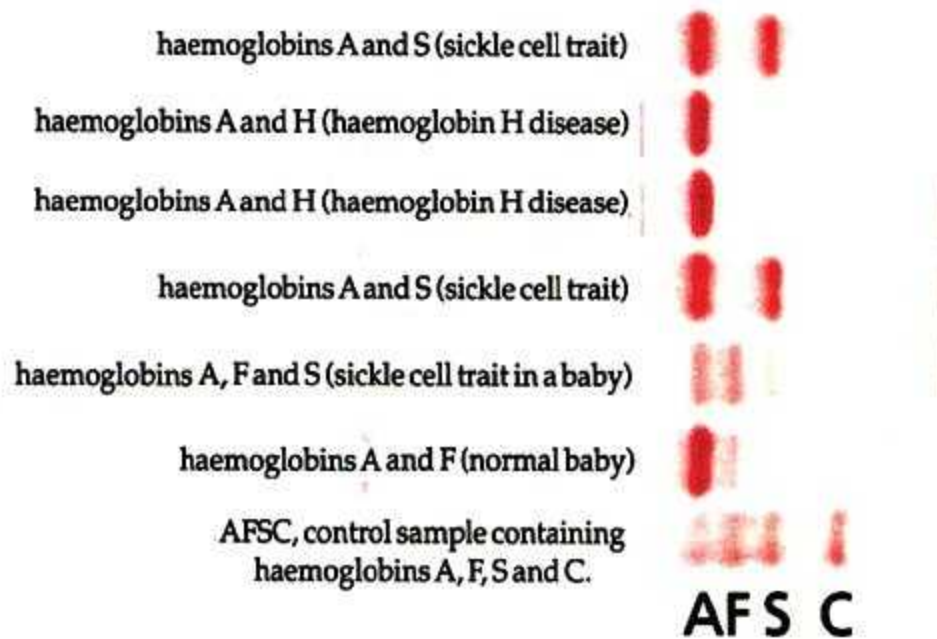 haemoglobins A and S (sickle cell trait)
haemoglobins A and H (haemoglobin H disease)
haemoglobins A and H (haemoglobin H disease)
haemoglobins A and S (sickle cell trait)
haemoglobins A, F and S (sickle cell trait in a baby)
haemoglobins A and F (normal baby)
AFSC, control sample containing
haemoglobins A, F, S and C.
AF S C